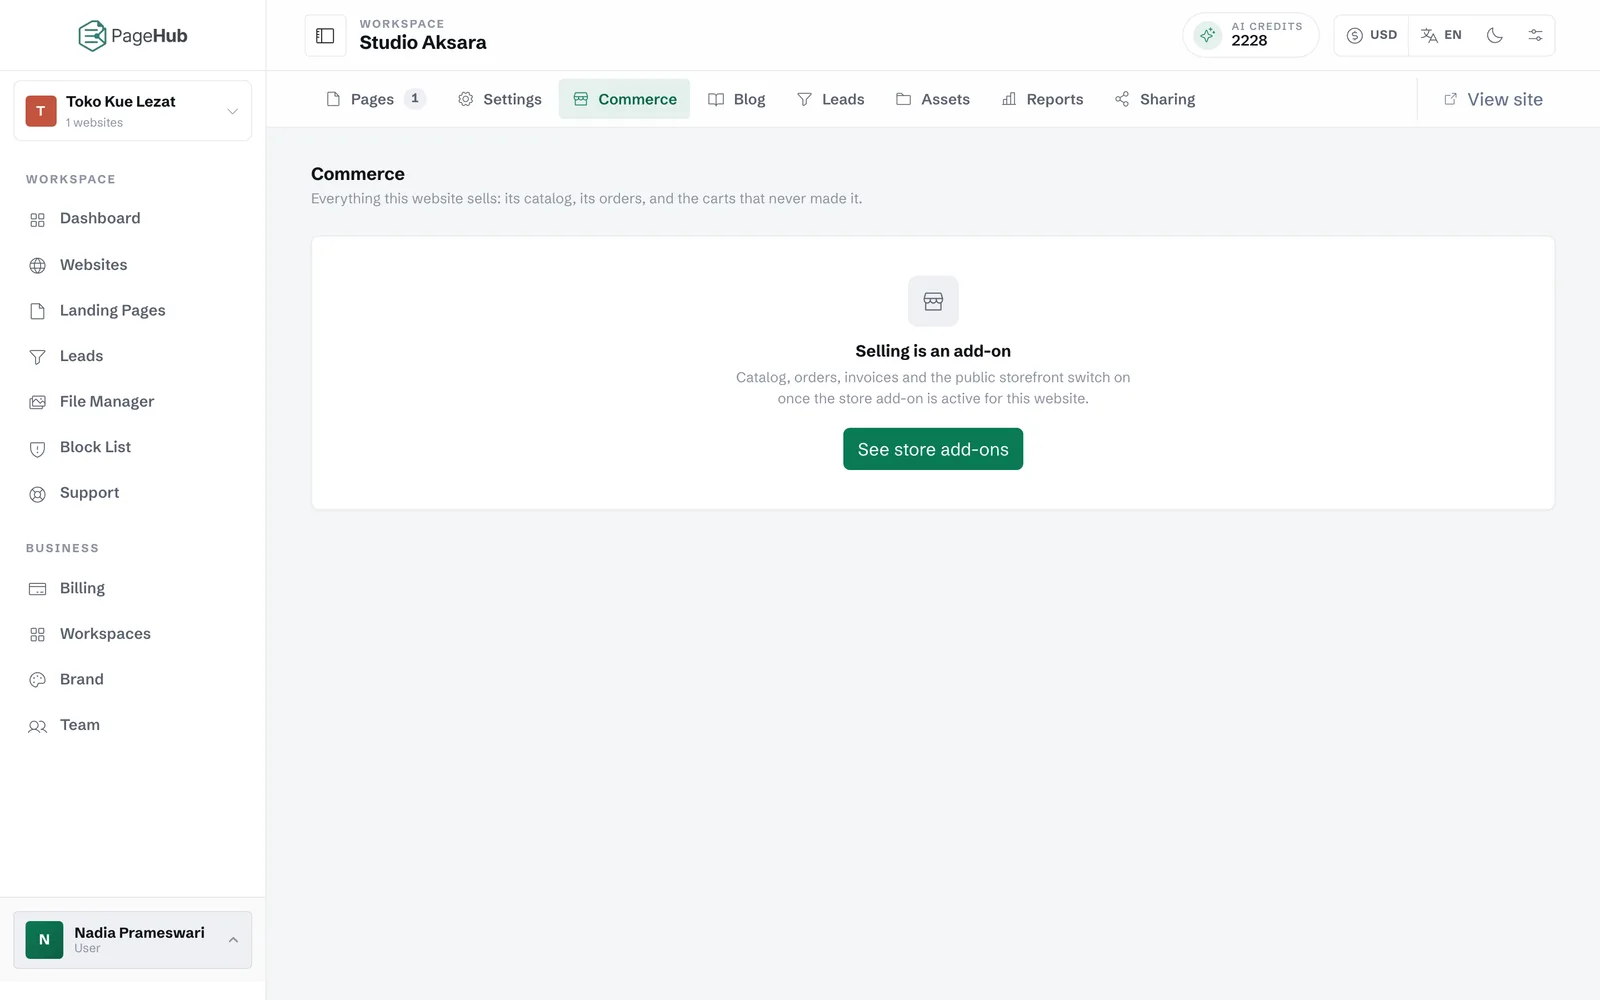 PageHub
WORKSPACE
Studio Aksara
AI CREDITS
2228
USD
EN
T
Toko Kue Lezat
1 websites
Pages 1
Settings
Commerce
Blog
Leads
Assets
Reports
Sharing
View site
WORKSPACE
Dashboard
Websites
Landing Pages
Leads
File Manager
Block List
Support
BUSINESS
Billing
Workspaces
Brand
Team
N
Nadia Prameswari
User
Commerce
Everything this website sells: its catalog, its orders, and the carts that never made it.
Selling is an add-on
Catalog, orders, invoices and the public storefront switch on
once the store add-on is active for this website.
See store add-ons